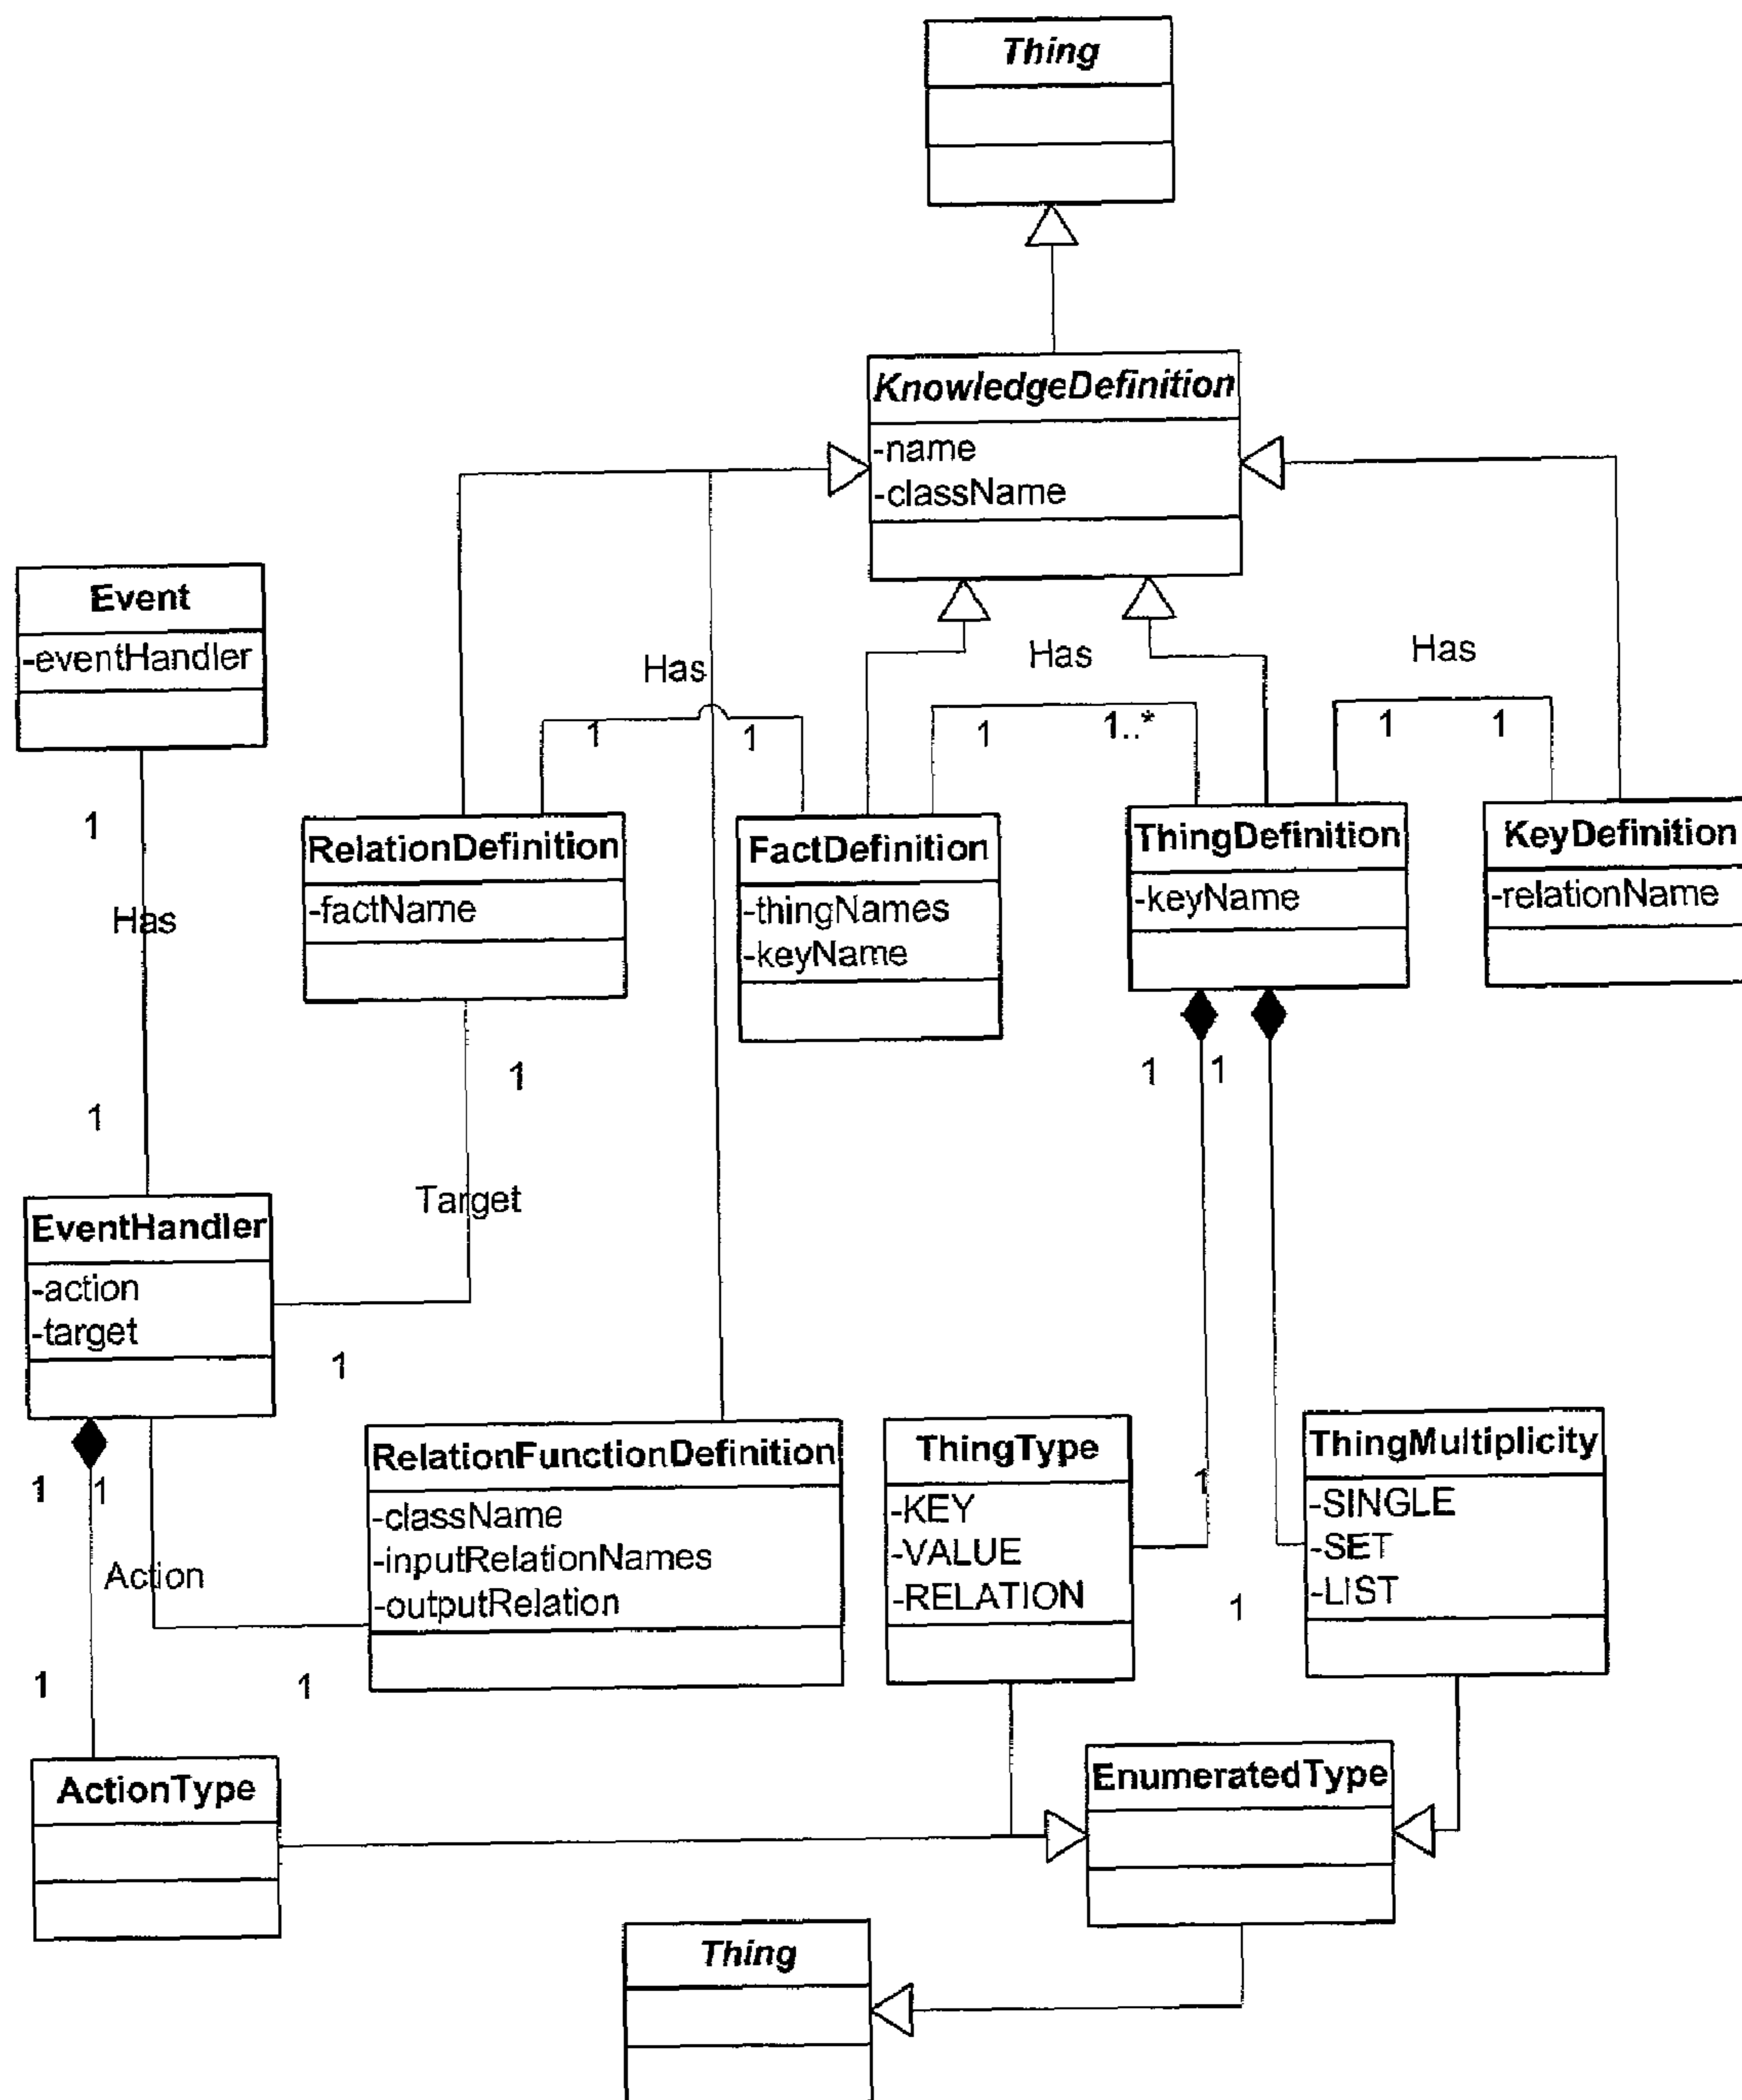 Thing
KnowledgeDefinition
-name
-className
Event
-eventHandler
Has
Has
Has
1
1
1
1..*
1
1
1
RelationDefinition
-factName
FactDefinition
-thingNames
-keyName
ThingDefinition
-keyName
KeyDefinition
-relationName
Has
1
1
1
1
Target
EventHandler
-action
-target
1
RelationFunctionDefinition
-className
-inputRelationNames
-outputRelation
ThingType
-KEY
-VALUE
-RELATION
1
ThingMultiplicity
-SINGLE
-SET
-LIST
1
1
1
Action
1
1
1
ActionType
EnumeratedType
Thing